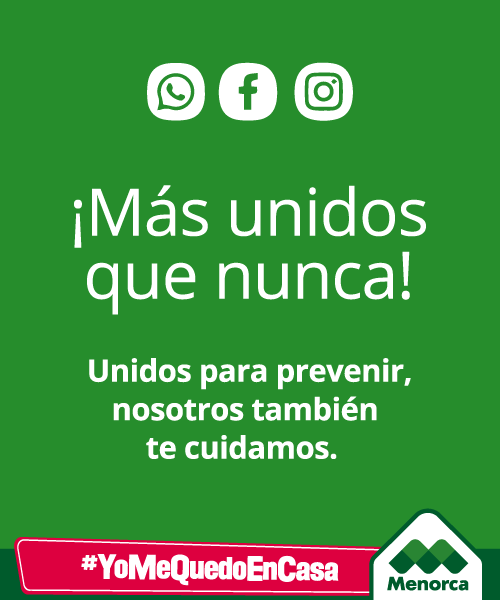 ¡Más unidos
que nunca!
Unidos para prevenir,
nosotros también
te cuidamos.
#YoMeQuedoEnCasa
Menorca